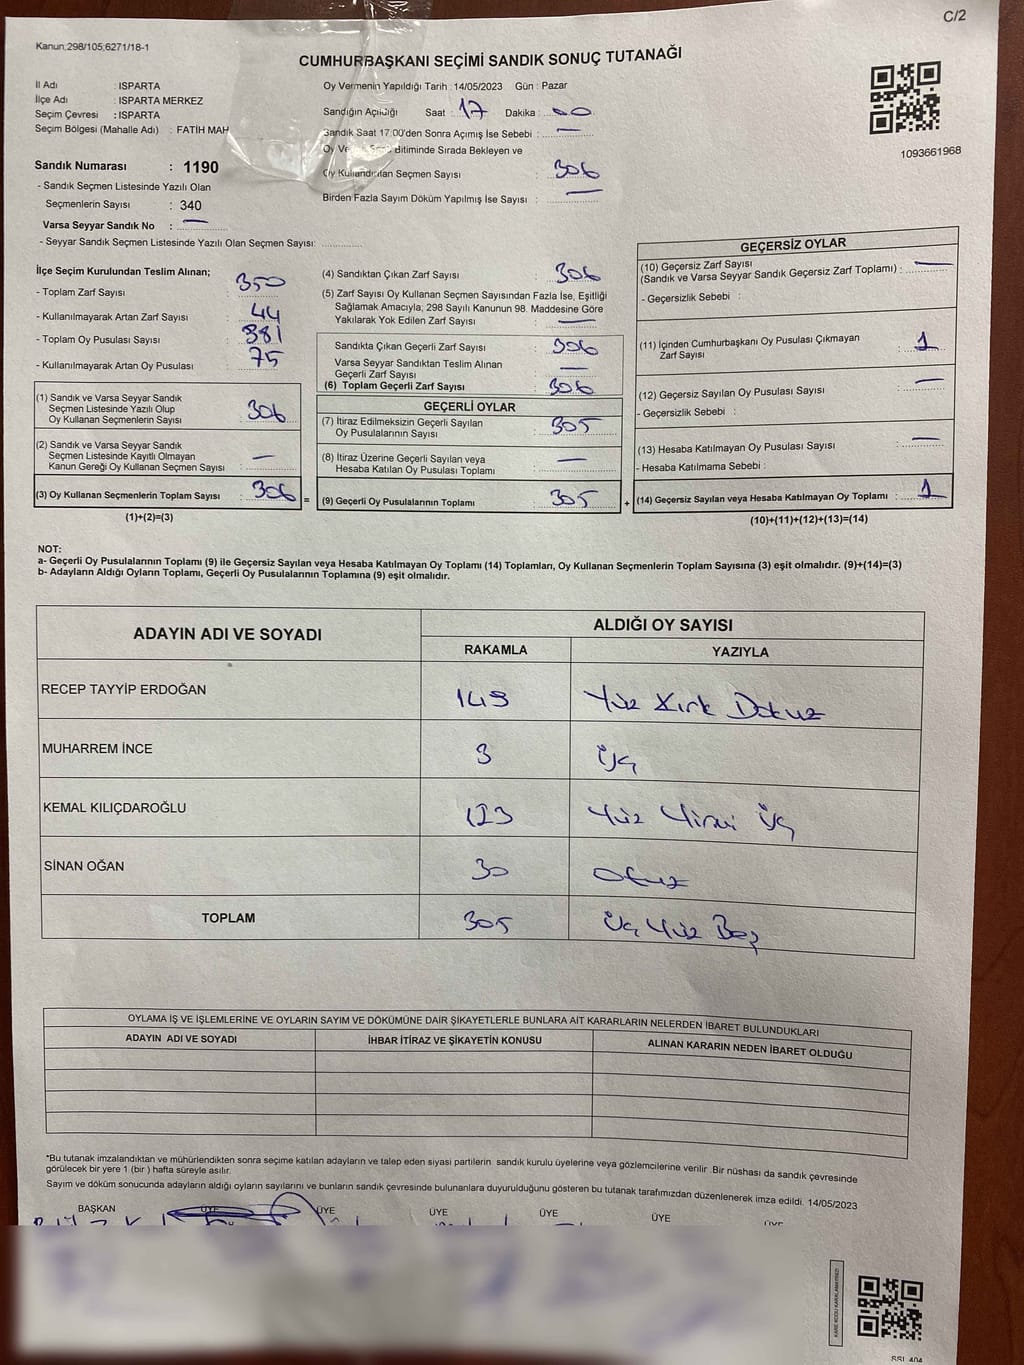 C/2
Kanun;298/105;6271/18-1
CUMHURBAŞKANI SEÇİMİ SANDIK SONUÇ TUTANAĞI
İl Adı : ISPARTA
İlçe Adı : ISPARTA MERKEZ
Seçim Çevresi : ISPARTA
Seçim Bölgesi (Mahalle Adı) : FATİH MAH
Oy Vermenin Yapıldığı Tarih : 14/05/2023 Gün : Pazar
Sandığın Açıldığı Saat : 17 Dakika : 00
Sandık Saat 17:00'den Sonra Açımış İse Sebebi : —
Oy Bitiminde Sırada Bekleyen ve
Oy Kullandırılan Seçmen Sayısı : 306
Birden Fazla Sayım Döküm Yapılmış İse Sayısı : —
1093661968
Sandık Numarası : 1190
- Sandık Seçmen Listesinde Yazılı Olan
Seçmenlerin Sayısı : 340
Varsa Seyyar Sandık No : —
- Seyyar Sandık Seçmen Listesinde Yazılı Olan Seçmen Sayısı:
İlçe Seçim Kurulundan Teslim Alınan;
- Toplam Zarf Sayısı : 350
- Kullanılmayarak Artan Zarf Sayısı : 44
- Toplam Oy Pusulası Sayısı : 381
- Kullanılmayarak Artan Oy Pusulası : 75
(1) Sandık ve Varsa Seyyar Sandık
Seçmen Listesinde Yazılı Olup
Oy Kullanan Seçmenlerin Sayısı : 306
(2) Sandık ve Varsa Seyyar Sandık
Seçmen Listesinde Kayıtlı Olmayan
Kanun Gereği Oy Kullanan Seçmen Sayısı : —
(3) Oy Kullanan Seçmenlerin Toplam Sayısı : 306
(1)+(2)=(3)
=
(4) Sandıktan Çıkan Zarf Sayısı : 306
(5) Zarf Sayısı Oy Kullanan Seçmen Sayısından Fazla İse, Eşitliği
Sağlamak Amacıyla, 298 Sayılı Kanunun 98. Maddesine Göre
Yakılarak Yok Edilen Zarf Sayısı : —
Sandıkta Çıkan Geçerli Zarf Sayısı : 306
Varsa Seyyar Sandıktan Teslim Alınan
Geçerli Zarf Sayısı : —
(6) Toplam Geçerli Zarf Sayısı : 306
GEÇERLİ OYLAR
(7) İtiraz Edilmeksizin Geçerli Sayılan
Oy Pusulalarının Sayısı : 305
(8) İtiraz Üzerine Geçerli Sayılan veya
Hesaba Katılan Oy Pusulası Toplamı : —
(9) Geçerli Oy Pusulalarının Toplamı : 305
+
GEÇERSİZ OYLAR
(10) Geçersiz Zarf Sayısı
(Sandık ve Varsa Seyyar Sandık Geçersiz Zarf Toplamı) : —
- Geçersizlik Sebebi :
(11) İçinden Cumhurbaşkanı Oy Pusulası Çıkmayan
Zarf Sayısı : 1
(12) Geçersiz Sayılan Oy Pusulası Sayısı : —
- Geçersizlik Sebebi :
(13) Hesaba Katılmayan Oy Pusulası Sayısı : —
- Hesaba Katılmama Sebebi :
(14) Geçersiz Sayılan veya Hesaba Katılmayan Oy Toplamı : 1
(10)+(11)+(12)+(13)=(14)
NOT:
a- Geçerli Oy Pusulalarının Toplamı (9) ile Geçersiz Sayılan veya Hesaba Katılmayan Oy Toplamı (14) Toplamları, Oy Kullanan Seçmenlerin Toplam Sayısına (3) eşit olmalıdır. (9)+(14)=(3)
b- Adayların Aldığı Oyların Toplamı, Geçerli Oy Pusulalarının Toplamına (9) eşit olmalıdır.
ADAYIN ADI VE SOYADI
ALDIĞI OY SAYISI
RAKAMLA YAZIYLA
RECEP TAYYİP ERDOĞAN 149 Yüz Kırk Dokuz
MUHARREM İNCE 3 Üç
KEMAL KILIÇDAROĞLU 123 Yüz Yirmi Üç
SİNAN OĞAN 30 Otuz
TOPLAM 305 Üç Yüz Beş
OYLAMA İŞ VE İŞLEMLERİNE VE OYLARIN SAYIM VE DÖKÜMÜNE DAİR ŞİKAYETLERLE BUNLARA AİT KARARLARIN NELERDEN İBARET BULUNDUKLARI
ADAYIN ADI VE SOYADI İHBAR İTİRAZ VE ŞİKAYETİN KONUSU ALINAN KARARIN NEDEN İBARET OLDUĞU
*Bu tutanak imzalandıktan ve mühürlendikten sonra seçime katılan adayların ve talep eden siyasi partilerin sandık kurulu üyelerine veya gözlemcilerine verilir .Bir nüshası da sandık çevresinde
görülecek bir yere 1 (bir ) hafta süreyle asılır.
Sayım ve döküm sonucunda adayların aldığı oyların sayılarını ve bunların sandık çevresinde bulunanlara duyurulduğunu gösteren bu tutanak tarafımızdan düzenlenerek imza edildi. 14/05/2023
BAŞKAN ÜYE ÜYE ÜYE ÜYE ÜYE ÜYE